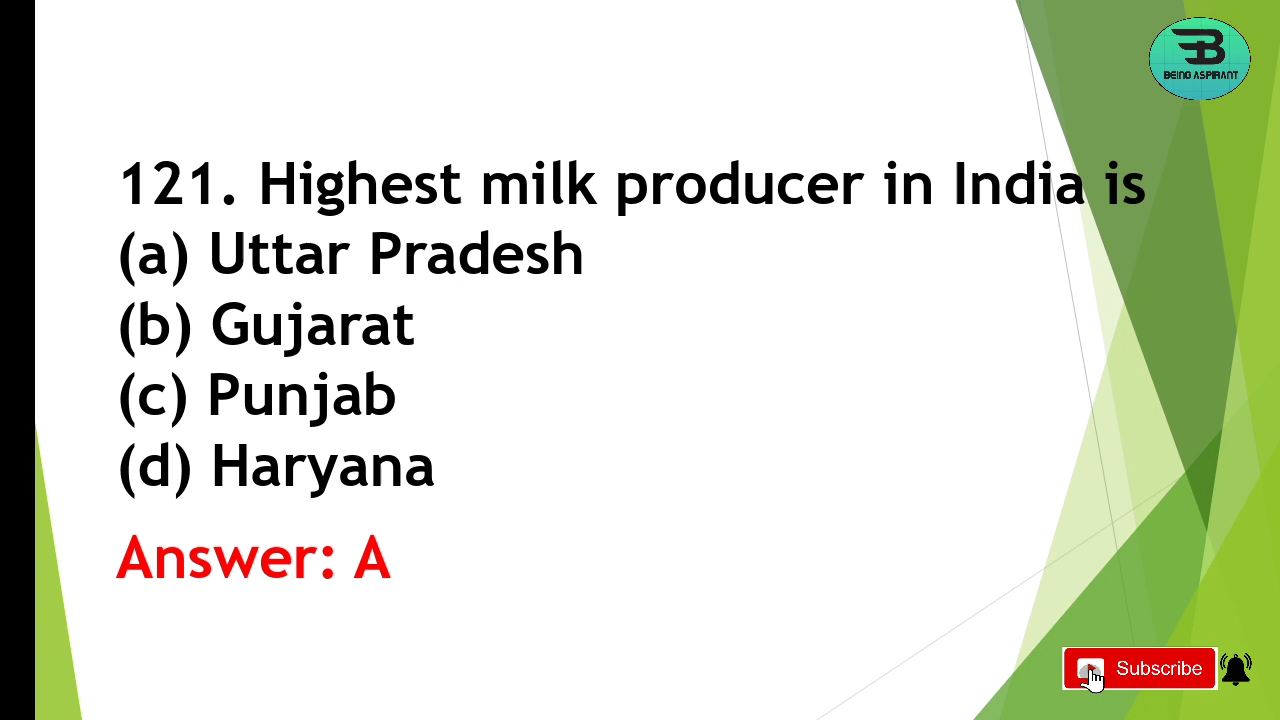 BEING ASPIRANT
121. Highest milk producer in India is
(a) Uttar Pradesh
(b) Gujarat
(c) Punjab
(d) Haryana
Answer: A
Subscribe